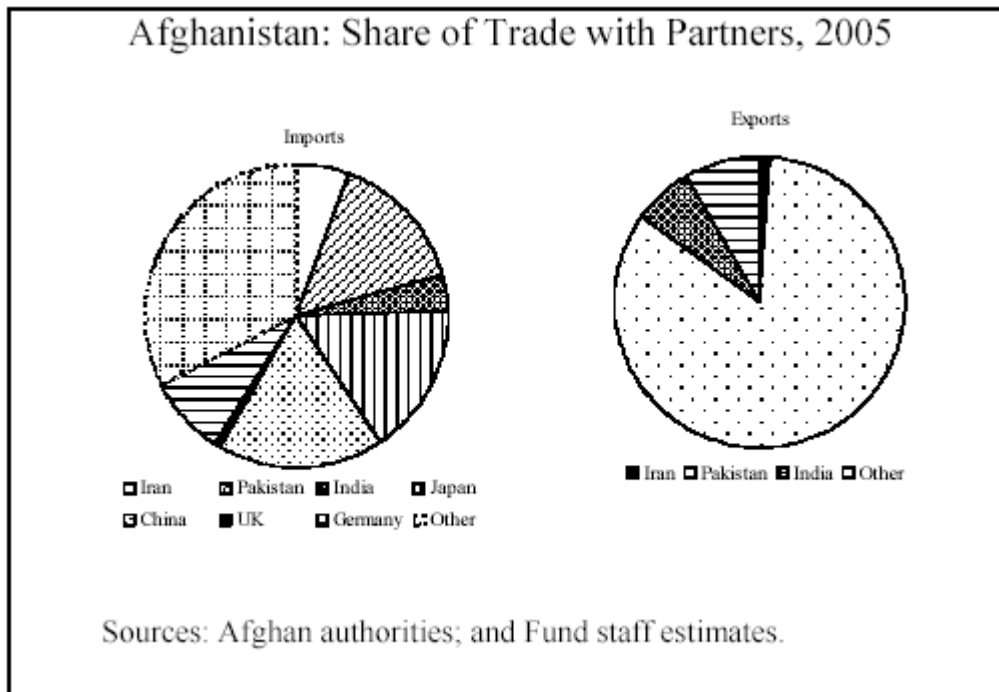 Afghanistan: Share of Trade with Partners, 2005
Imports
Iran Pakistan India Japan
China UK Germany Other
Exports
Iran Pakistan India Other
Sources: Afghan authorities; and Fund staff estimates.